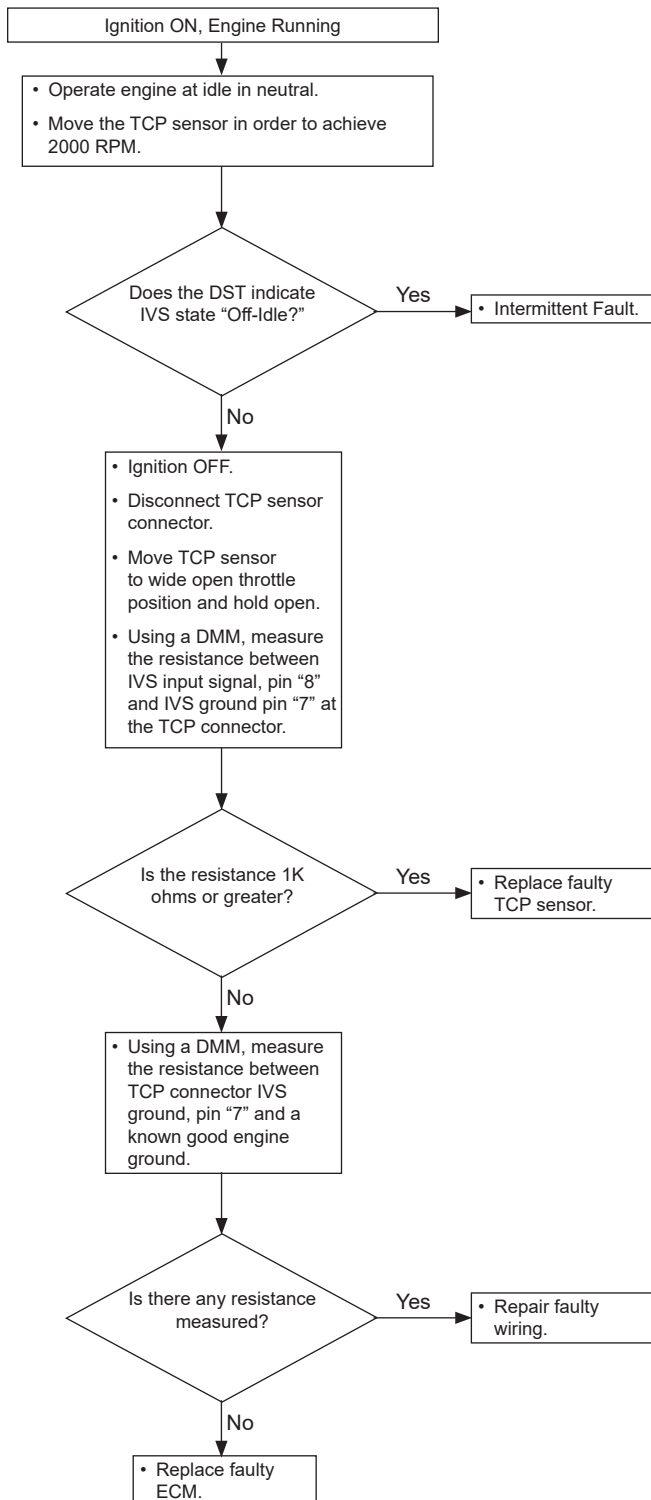 Ignition ON, Engine Running
• Operate engine at idle in neutral.
• Move the TCP sensor in order to achieve
2000 RPM.
Does the DST indicate
IVS state “Off-Idle?”
Yes
• Intermittent Fault.
No
• Ignition OFF.
• Disconnect TCP sensor
connector.
• Move TCP sensor
to wide open throttle
position and hold open.
• Using a DMM, measure
the resistance between
IVS input signal, pin “8”
and IVS ground pin “7” at
the TCP connector.
Is the resistance 1K
ohms or greater?
Yes
• Replace faulty
TCP sensor.
No
• Using a DMM, measure
the resistance between
TCP connector IVS
ground, pin “7” and a
known good engine
ground.
Is there any resistance
measured?
Yes
• Repair faulty
wiring.
No
• Replace faulty
ECM.